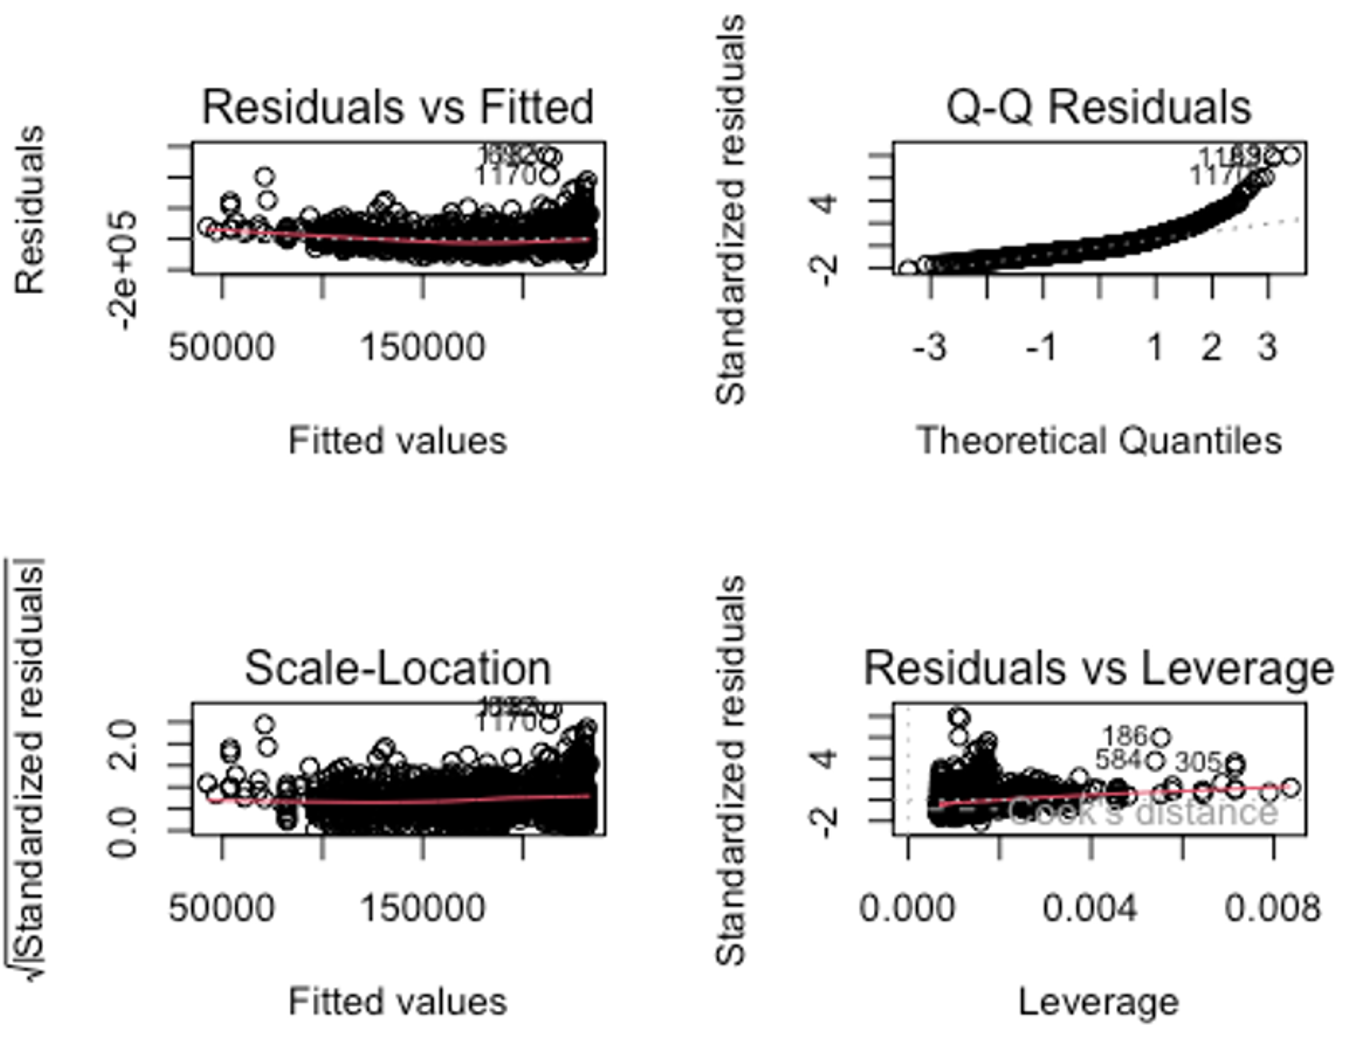 Residuals vs Fitted
Residuals
-2e+05
1170
50000 150000
Fitted values
Q-Q Residuals
Standardized residuals
4
-2
-3 -1 1 2 3
Theoretical Quantiles
Scale-Location
√|Standardized residuals|
2.0
0.0
1170
50000 150000
Fitted values
Residuals vs Leverage
Standardized residuals
4
-2
186
584
305
Cook's distance
0.000 0.004 0.008
Leverage